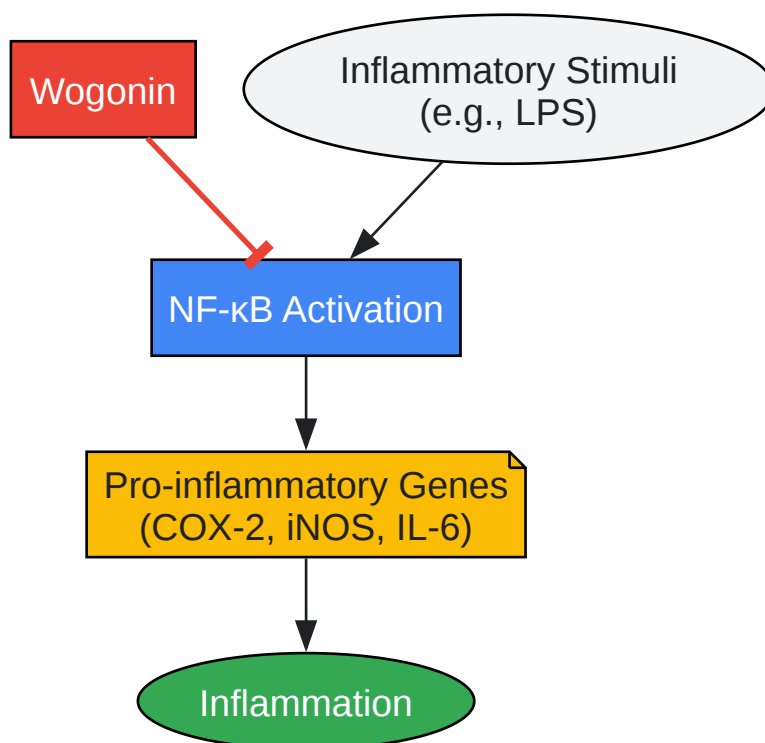 Wogonin
Inflammatory Stimuli
(e.g., LPS)
NF-κB Activation
Pro-inflammatory Genes
(COX-2, iNOS, IL-6)
Inflammation